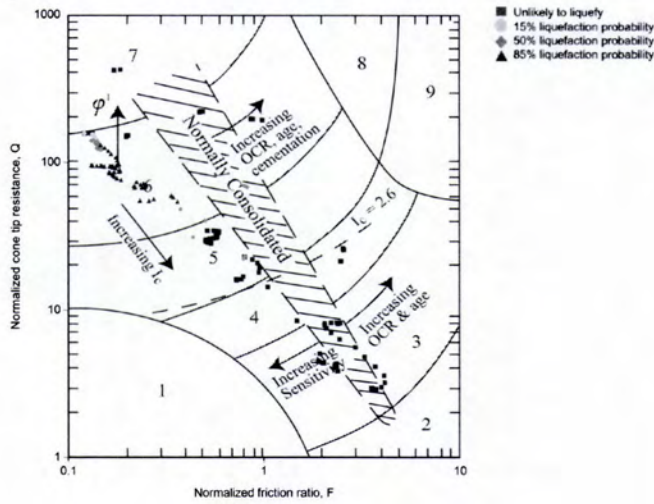 Unlikely to liquefy
15% liquefaction probability
50% liquefaction probability
85% liquefaction probability
1000
100
10
1
0.1
1
10
Normalized cone tip resistance, Q
Normalized friction ratio, F
7
8
9
φ'
Increasing
OCR, age,
cementation
Normally Consolidated
6
Increasing Ic
5
Ic = 2.6
4
Increasing
OCR & age
3
Increasing
Sensitivity
1
2